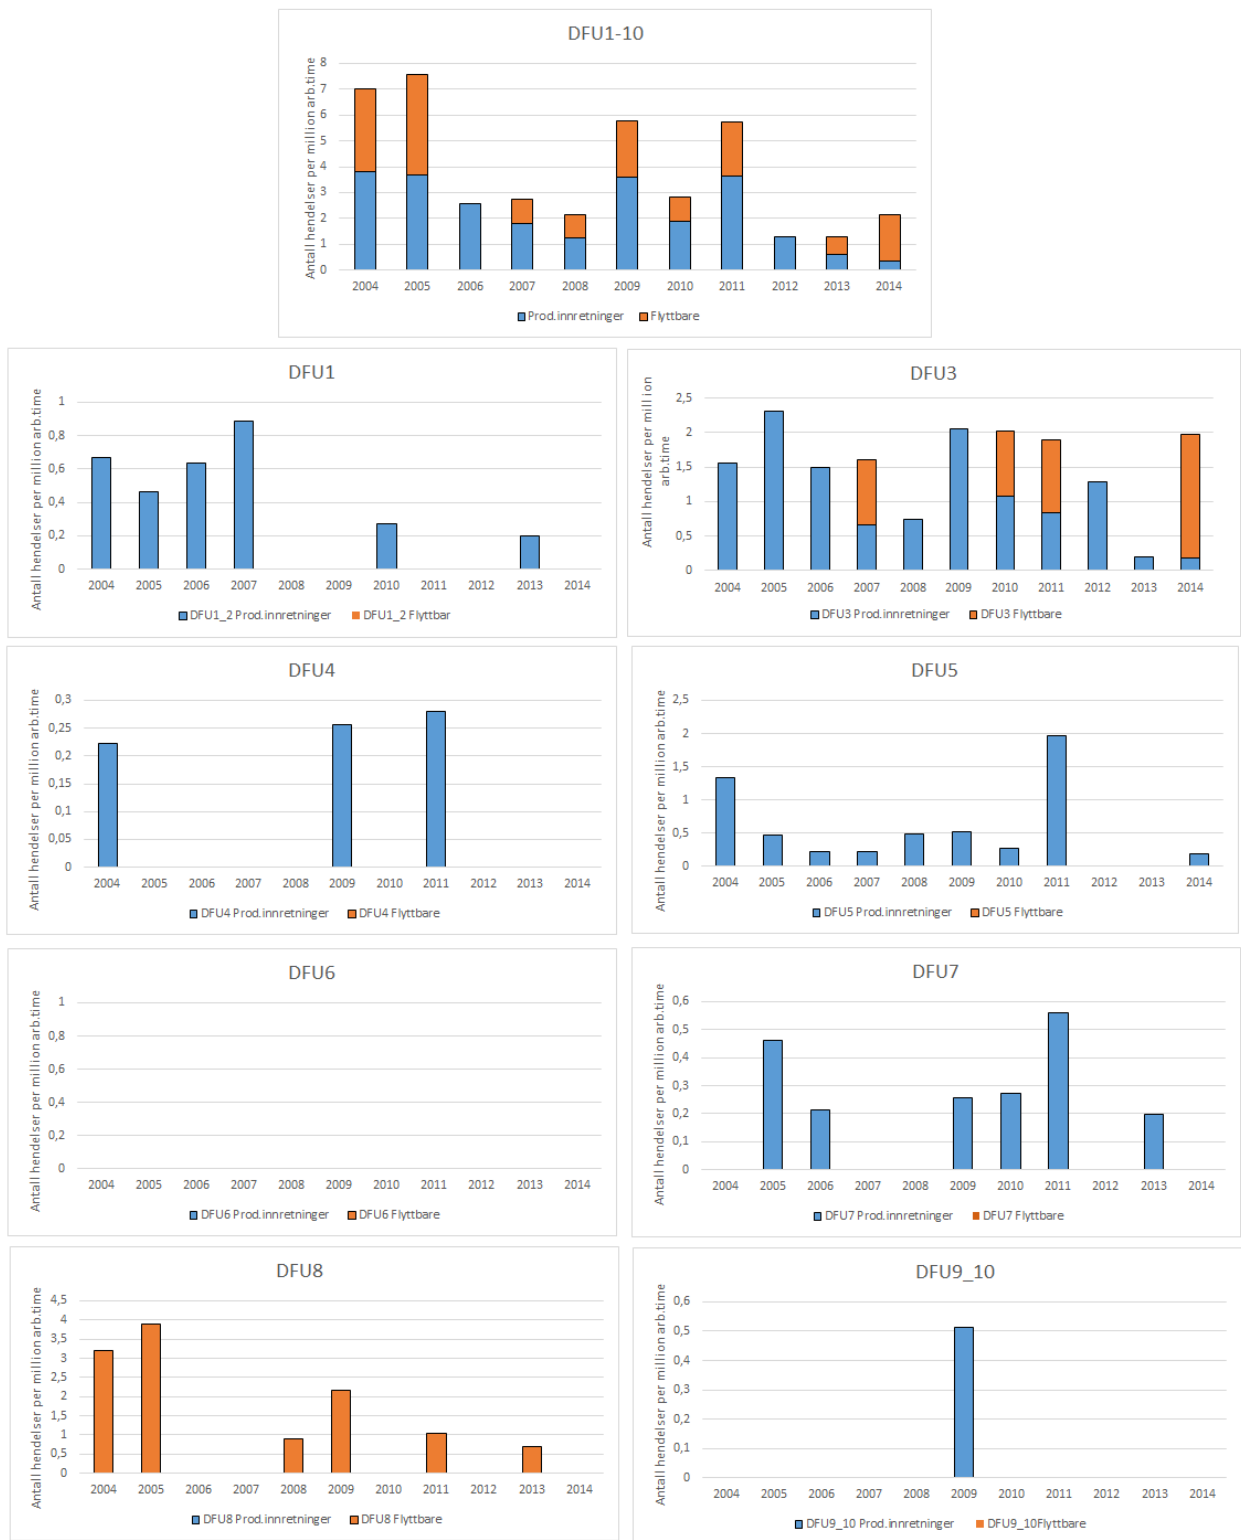 DFU1-10
Antall hendelser per million arb.time
8
7
6
5
4
3
2
1
0
2004 2005 2006 2007 2008 2009 2010 2011 2012 2013 2014
Prod.innretninger Flyttbare
DFU1
Antall hendelser per million arb.time
1
0,8
0,6
0,4
0,2
0
2004 2005 2006 2007 2008 2009 2010 2011 2012 2013 2014
DFU1_2 Prod.innretninger DFU1_2 Flyttbar
DFU3
Antall hendelser per million
arb.time
2,5
2
1,5
1
0,5
0
2004 2005 2006 2007 2008 2009 2010 2011 2012 2013 2014
DFU3 Prod.innretninger DFU3 Flyttbare
DFU4
Antall hendelser per million arb.time
0,3
0,25
0,2
0,15
0,1
0,05
0
2004 2005 2006 2007 2008 2009 2010 2011 2012 2013 2014
DFU4 Prod.innretninger DFU4 Flyttbare
DFU5
Antall hendelser per million arb.time
2,5
2
1,5
1
0,5
0
2004 2005 2006 2007 2008 2009 2010 2011 2012 2013 2014
DFU5 Prod.innretninger DFU5 Flyttbare
DFU6
Antall hendelser per million arb.time
1
0,8
0,6
0,4
0,2
0
2004 2005 2006 2007 2008 2009 2010 2011 2012 2013 2014
DFU6 Prod.innretninger DFU6 Flyttbare
DFU7
Antall hendelser per million arb.time
0,6
0,5
0,4
0,3
0,2
0,1
0
2004 2005 2006 2007 2008 2009 2010 2011 2012 2013 2014
DFU7 Prod.innretninger DFU7 Flyttbare
DFU8
Antall hendelser per million arb.time
4,5
4
3,5
3
2,5
2
1,5
1
0,5
0
2004 2005 2006 2007 2008 2009 2010 2011 2012 2013 2014
DFU8 Prod.innretninger DFU8 Flyttbare
DFU9_10
Antall hendelser per million arb.time
0,6
0,5
0,4
0,3
0,2
0,1
0
2004 2005 2006 2007 2008 2009 2010 2011 2012 2013 2014
DFU9_10 Prod.innretninger DFU9_10Flyttbare